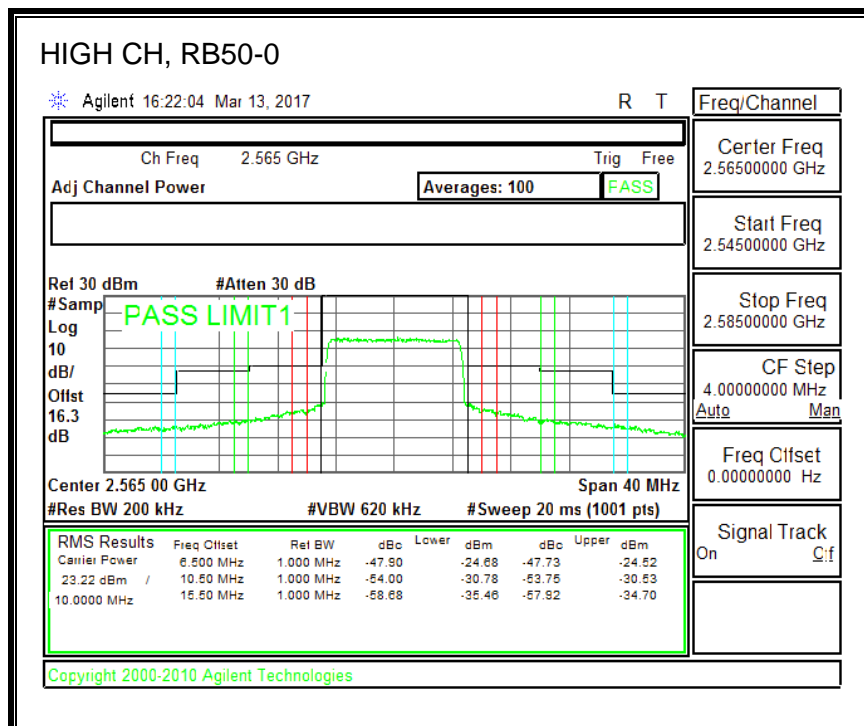 HIGH CH, RB50-0
Agilent 16:22:04 Mar 13, 2017 R T
Freq/Channel
Ch Freq 2.565 GHz Trig Free
Adj Channel Power Averages: 100 PASS
Center Freq
2.56500000 GHz
Start Freq
2.54500000 GHz
Stop Freq
2.58500000 GHz
CF Step
4.00000000 MHz
Auto Man
Freq Offset
0.00000000 Hz
Signal Track
On Off
Ref 30 dBm #Atten 30 dB
#Samp
Log
10
dB/
Offst
16.3
dB
PASS LIMIT1
Center 2.565 00 GHz Span 40 MHz
#Res BW 200 kHz #VBW 620 kHz #Sweep 20 ms (1001 pts)
RMS Results Freq Offset Ref BW dBc Lower dBm dBc Upper dBm
Carrier Power 6.500 MHz 1.000 MHz -47.90 -24.68 -47.73 -24.52
23.22 dBm / 10.50 MHz 1.000 MHz -54.00 -30.78 -53.75 -30.53
10.0000 MHz 15.50 MHz 1.000 MHz -58.68 -35.46 -57.92 -34.70
Copyright 2000-2010 Agilent Technologies